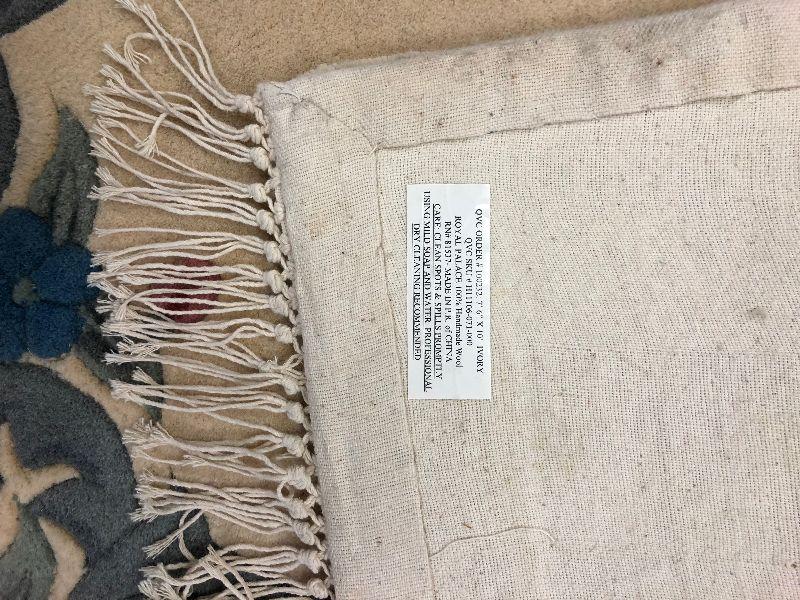 QVC ORDER # 100232. 7' 6" X 10' IVORY
QVC SKU # H11106-071-000
ROYAL PALACE 100% Handmade Wool
RN# 81537- MADE IN P.R. of CHINA
CARE: CLEAN SPOTS & SPILLS PROMPTLY
USING MILD SOAP AND WATER. PROFESSIONAL
DRY CLEANING RECOMMENDED